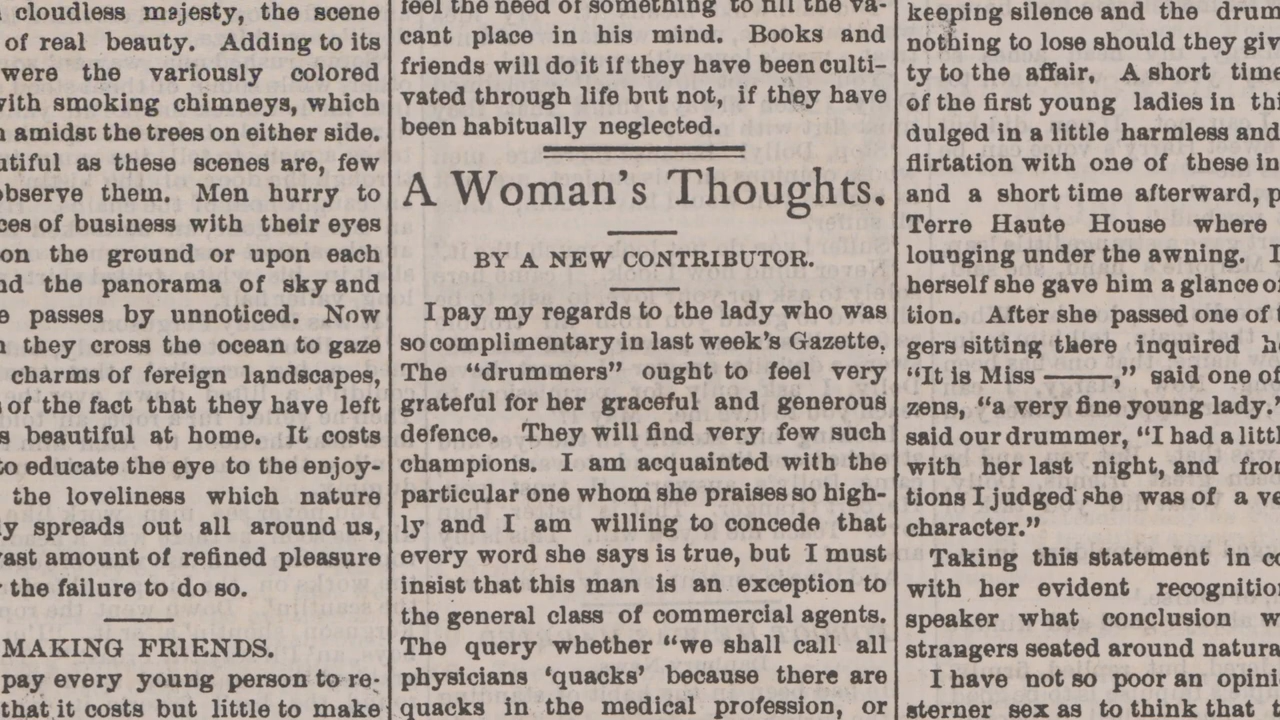 cloudless majesty, the scene
of real beauty. Adding to its
were the variously colored
with smoking chimneys, which
amidst the trees on either side.
as these scenes are, few
observe them. Men hurry to
of business with their eyes
on the ground or upon each
the panorama of sky and
passes by unnoticed. Now
they cross the ocean to gaze
charms of fereign landscapes,
of the fact that they have left
beautiful at home. It costs
to educate the eye to the enjoy-
the loveliness which nature
spreads out all around us,
vast amount of refined pleasure
the failure to do so.
MAKING FRIENDS.
pay every young person to re-
that it costs but little to make
feel the need of something to fill the va-
cant place in his mind. Books and
friends will do it if they have been culti-
vated through life but not, if they have
been habitually neglected.
A Woman's Thoughts.
BY A NEW CONTRIBUTOR.
I pay my regards to the lady who was
so complimentary in last week's Gazette.
The "drummers" ought to feel very
grateful for her graceful and generous
defence. They will find very few such
champions. I am acquainted with the
particular one whom she praises so high-
ly and I am willing to concede that
every word she says is true, but I must
insist that this man is an exception to
the general class of commercial agents.
The query whether "we shall call all
physicians 'quacks' because there are
quacks in the medical profession, or
keeping silence and the drum
nothing to lose should they giv
ty to the affair. A short time
of the first young ladies in thi
dulged in a little harmless and
flirtation with one of these in
and a short time afterward, p
Terre Haute House where
lounging under the awning. I
herself she gave him a glance of
tion. After she passed one of t
gers sitting there inquired he
"It is Miss ——," said one of
zens, "a very fine young lady."
said our drummer, "I had a littl
with her last night, and from
tions I judged she was of a ve
character."
Taking this statement in co
with her evident recognition
speaker what conclusion w
strangers seated around natura
I have not so poor an opini
sterner sex as to think that t